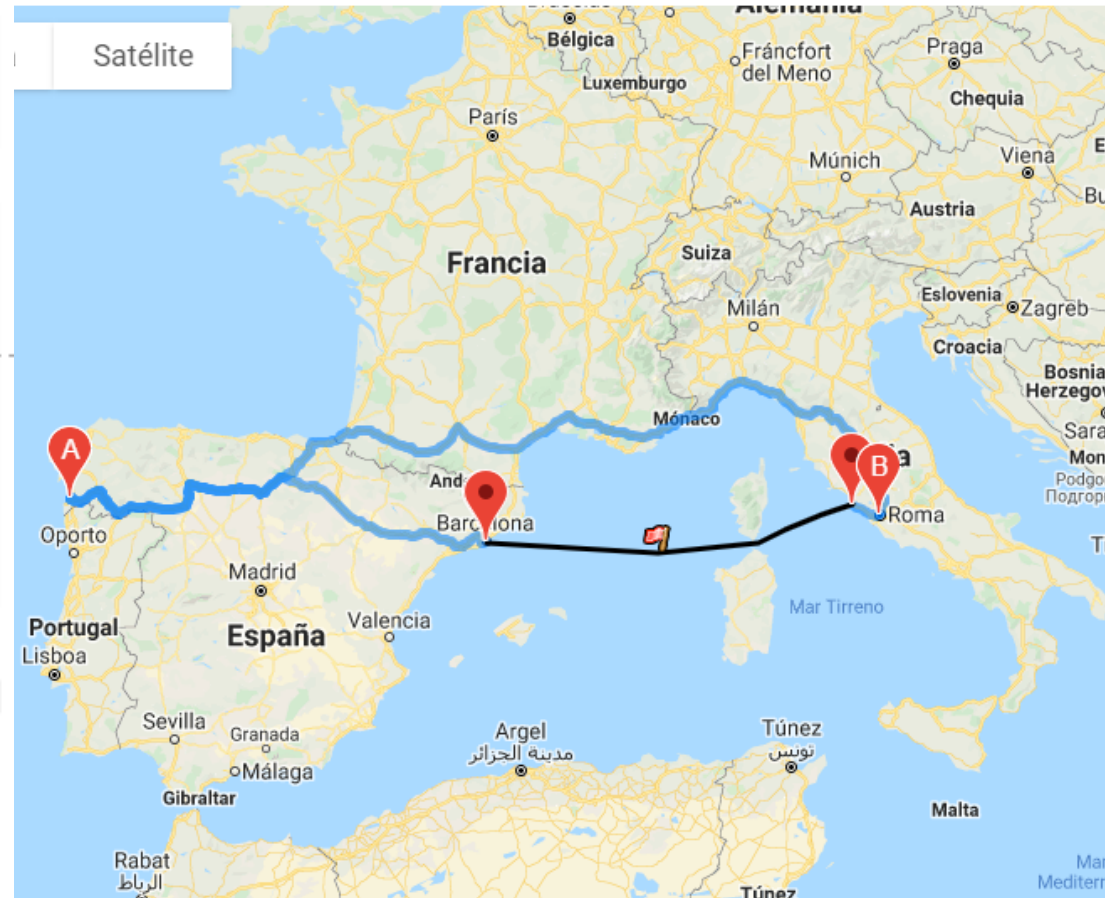 Satélite
Bélgica
Alemania
Fráncfort
del Meno
Praga
Luxemburgo
Chequia
París
Múnich
Viena
Austria
Suiza
Francia
Eslovenia
Milán
Zagreb
Croacia
Bosnia
Mónaco
A
B
Barcelona
Roma
Oporto
Madrid
Mar Tirreno
Valencia
Portugal
España
Lisboa
Sevilla
Granada
Argel
مدينة الجزائر
Túnez
تونس
Málaga
Gibraltar
Malta
Rabat
الرباط
Túnez